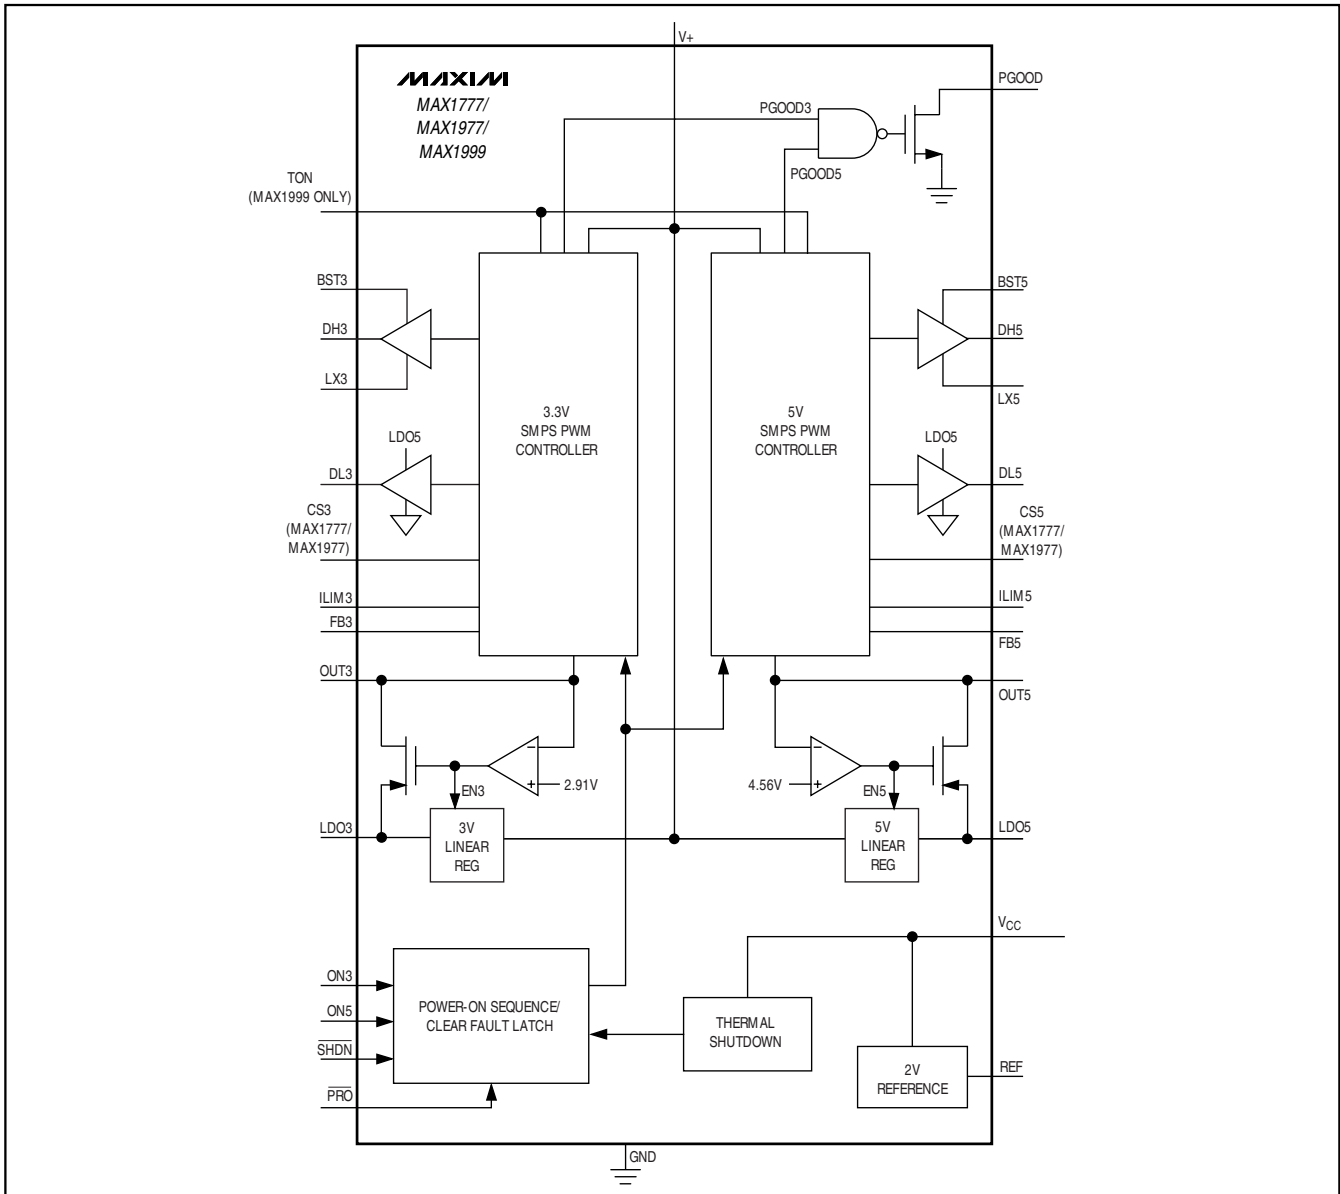 V+
MAXIM
MAX1777/
MAX1977/
MAX1999
PGOOD
PGOOD3
PGOOD5
TON
(MAX1999 ONLY)
BST3
DH3
LX3
BST5
DH5
LX5
3.3V
SMPS PWM
CONTROLLER
5V
SMPS PWM
CONTROLLER
LDO5
DL3
LDO5
DL5
CS3
(MAX1777/
MAX1977)
CS5
(MAX1777/
MAX1977)
ILIM3
FB3
ILIM5
FB5
OUT3
OUT5
−
+
2.91V
EN3
−
+
4.56V
EN5
LDO3
3V
LINEAR
REG
5V
LINEAR
REG
LDO5
VCC
ON3
ON5
SHDN
PRO
POWER-ON SEQUENCE/
CLEAR FAULT LATCH
THERMAL
SHUTDOWN
2V
REFERENCE
REF
GND